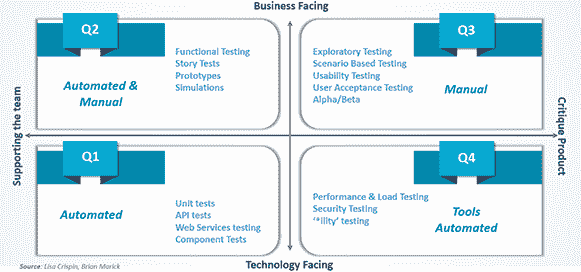 Business Facing
Q2
Automated &
Manual
Functional Testing
Story Tests
Prototypes
Simulations
Exploratory Testing
Scenario Based Testing
Usability Testing
User Acceptance Testing
Alpha/Beta
Q3
Manual
Supporting the team
Critique Product
Q1
Automated
Unit tests
API tests
Web Services testing
Component Tests
Performance & Load Testing
Security Testing
'*ility' testing
Q4
Tools
Automated
Source: Lisa Crispin, Brian Marick
Technology Facing